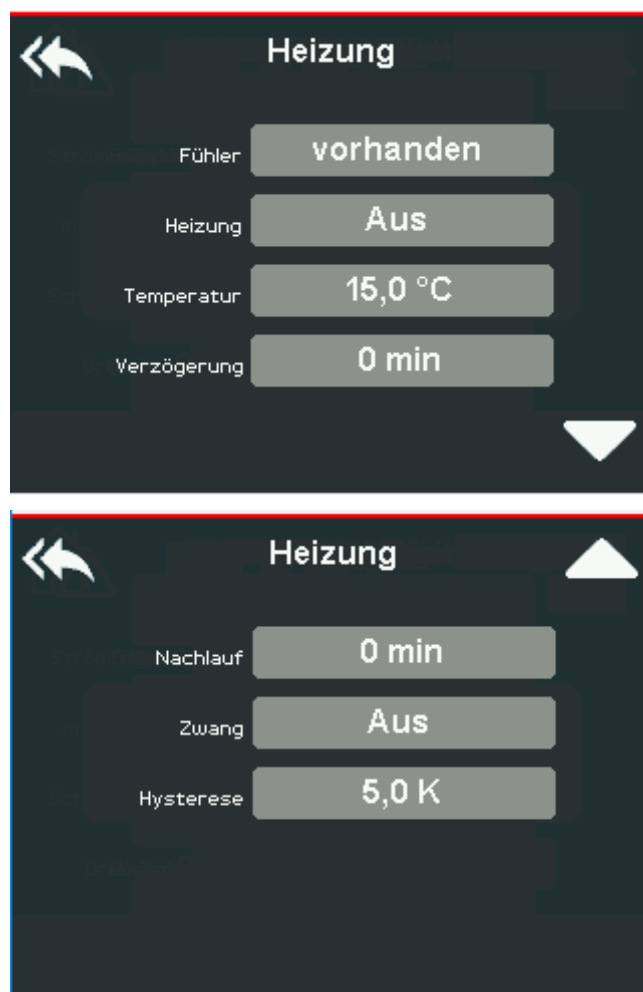 Heizung
Fühler vorhanden
Heizung Aus
Temperatur 15,0 °C
Verzögerung 0 min
Heizung
Nachlauf 0 min
Zwang Aus
Hysterese 5,0 K